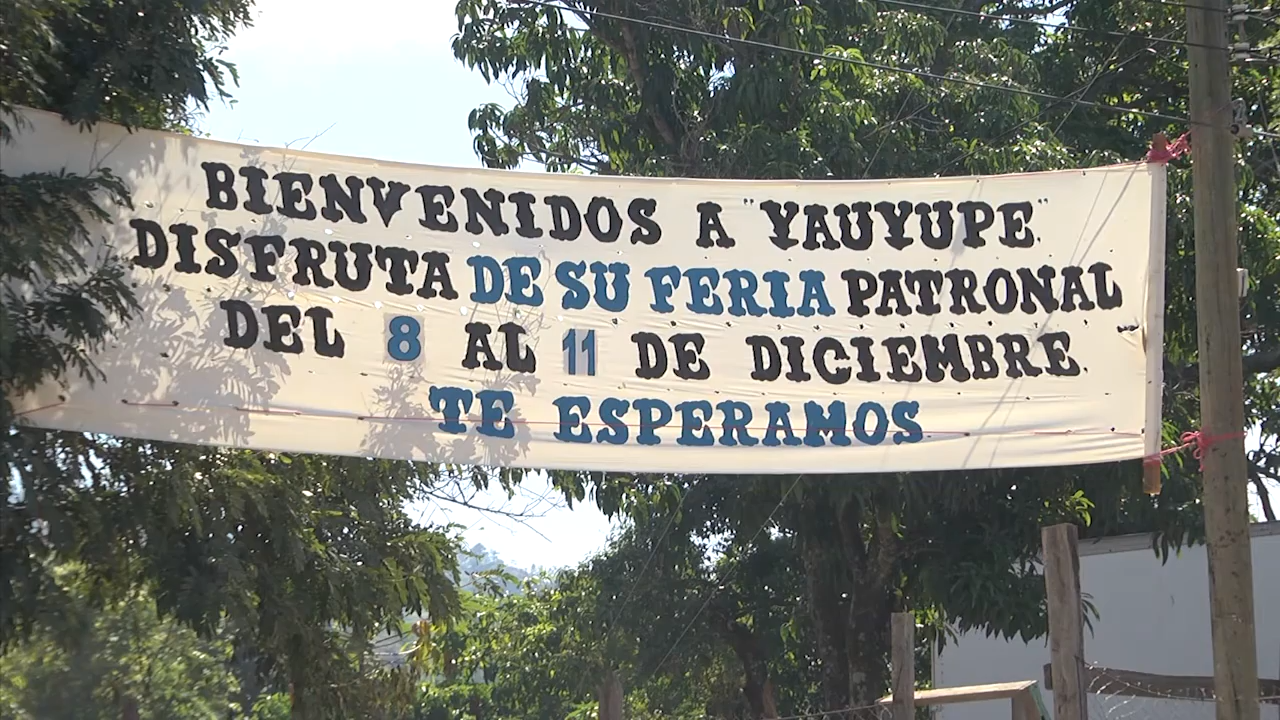 BIENVENIDOS A "YAUYUPE"
DISFRUTA DE SU FERIA PATRONAL
DEL 8 AL 11 DE DICIEMBRE.
TE ESPERAMOS